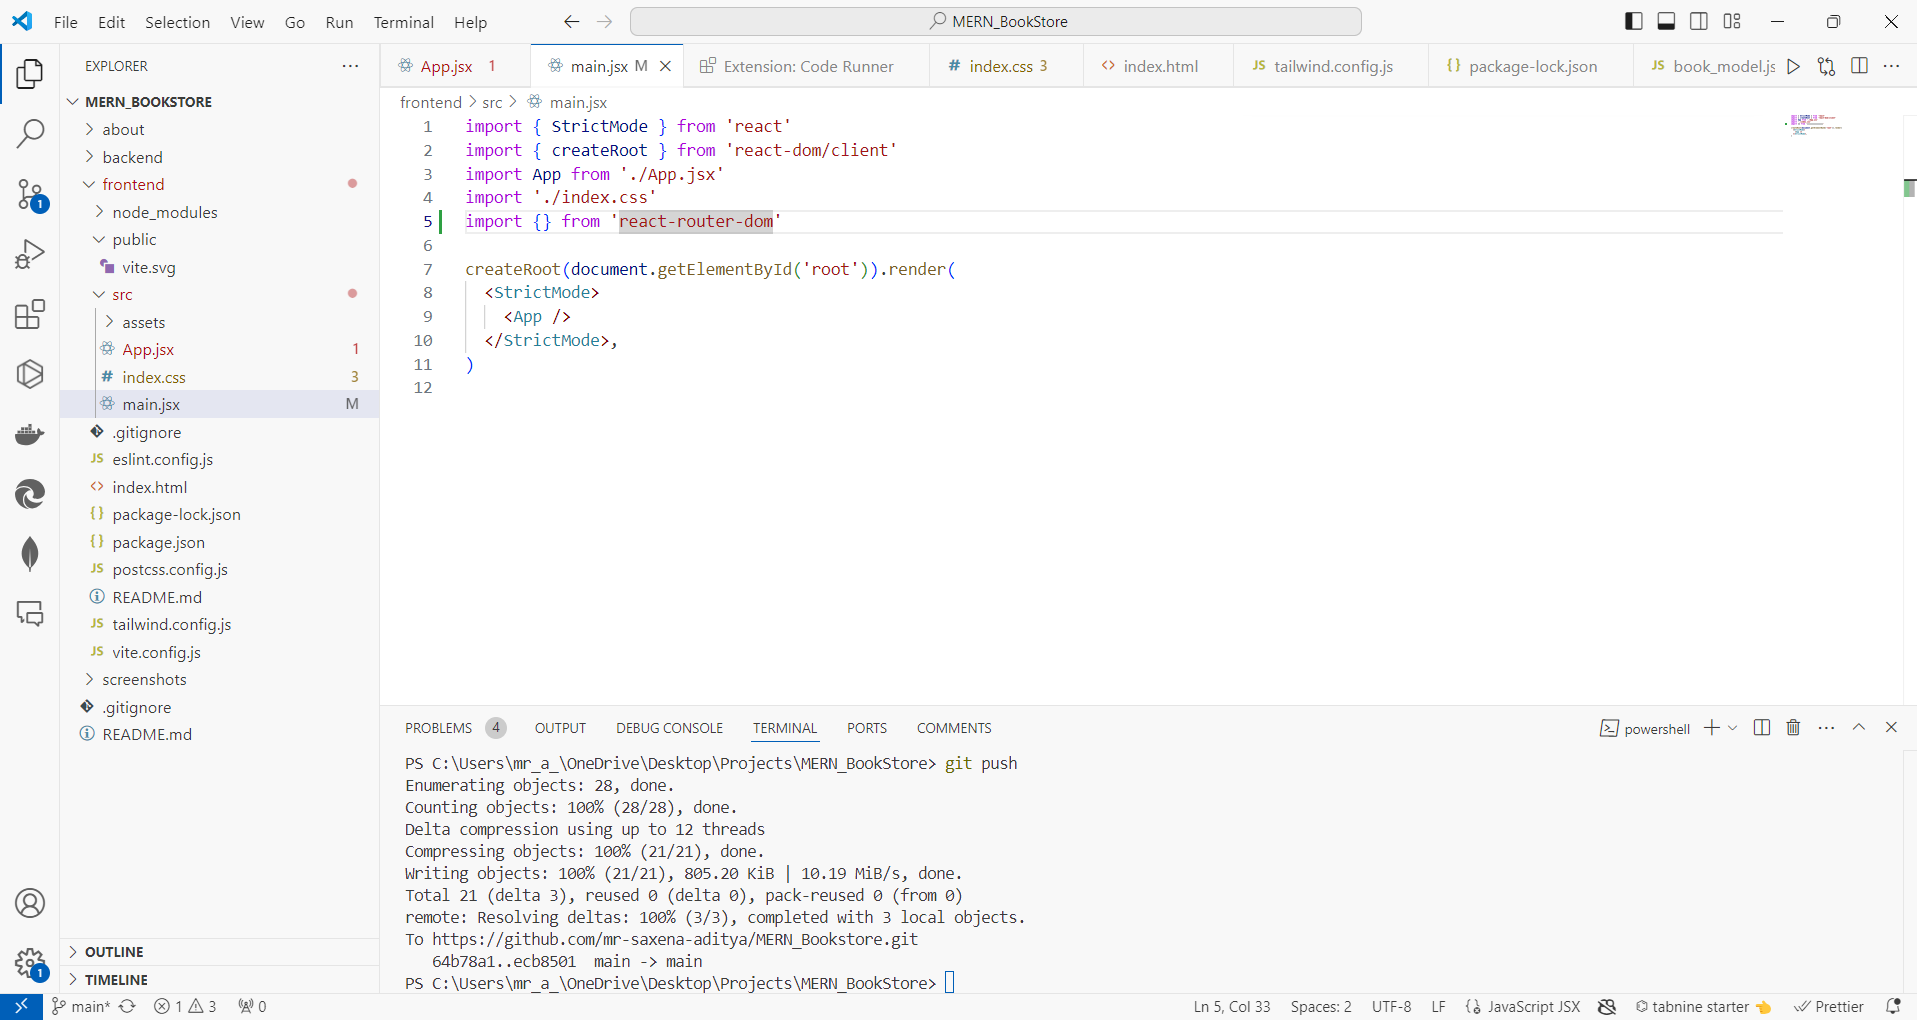 File Edit Selection View Go Run Terminal Help
MERN_BookStore
EXPLORER
MERN_BOOKSTORE
about
backend
frontend
node_modules
public
vite.svg
src
assets
App.jsx 1
index.css 3
main.jsx M
.gitignore
JS eslint.config.js
index.html
{} package-lock.json
{} package.json
JS postcss.config.js
README.md
JS tailwind.config.js
JS vite.config.js
screenshots
.gitignore
README.md
OUTLINE
TIMELINE
1
1
App.jsx 1
main.jsx M
Extension: Code Runner
# index.css 3
<> index.html
JS tailwind.config.js
{} package-lock.json
JS book_model.js
frontend > src > main.jsx
1 import { StrictMode } from 'react'
2 import { createRoot } from 'react-dom/client'
3 import App from './App.jsx'
4 import './index.css'
5 import {} from 'react-router-dom'
6
7 createRoot(document.getElementById('root')).render(
8 <StrictMode>
9 <App />
10 </StrictMode>,
11 )
12
PROBLEMS 4 OUTPUT DEBUG CONSOLE TERMINAL PORTS COMMENTS
powershell
PS C:\Users\mr_a_\OneDrive\Desktop\Projects\MERN_BookStore> git push
Enumerating objects: 28, done.
Counting objects: 100% (28/28), done.
Delta compression using up to 12 threads
Compressing objects: 100% (21/21), done.
Writing objects: 100% (21/21), 805.20 KiB | 10.19 MiB/s, done.
Total 21 (delta 3), reused 0 (delta 0), pack-reused 0 (from 0)
remote: Resolving deltas: 100% (3/3), completed with 3 local objects.
To https://github.com/mr-saxena-aditya/MERN_Bookstore.git
64b78a1..ecb8501 main -> main
PS C:\Users\mr_a_\OneDrive\Desktop\Projects\MERN_BookStore>
main* 1 3 0
Ln 5, Col 33 Spaces: 2 UTF-8 LF {} JavaScript JSX tabnine starter 👈 Prettier